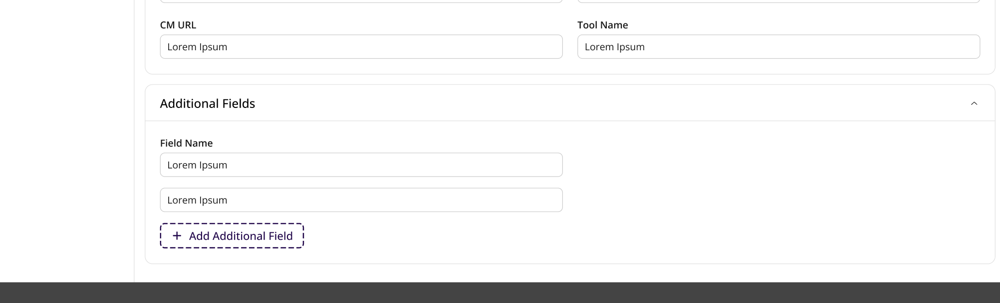 CM URL
Tool Name
Lorem Ipsum
Lorem Ipsum
Additional Fields
Field Name
Lorem Ipsum
Lorem Ipsum
+ Add Additional Field